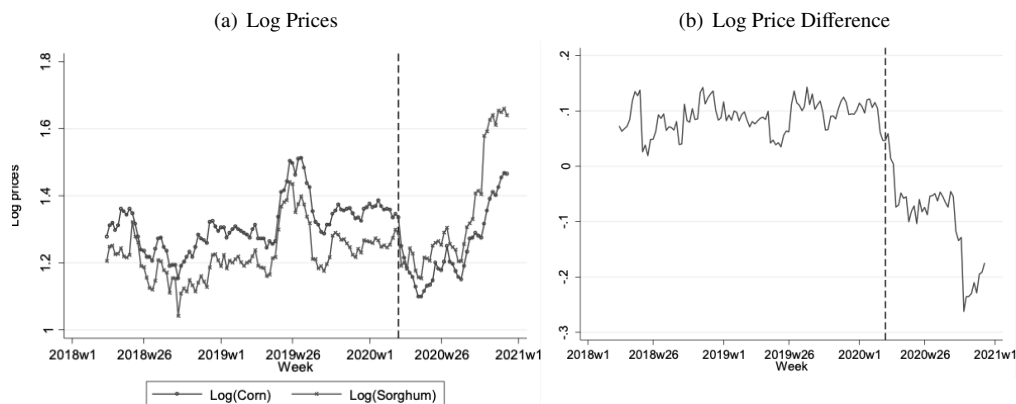 (a) Log Prices
(b) Log Price Difference
1.8
1.6
1.4
1.2
1
Log prices
2018w1 2018w26 2019w1 2019w26 2020w1 2020w26 2021w1
Week
Log(Corn) Log(Sorghum)
.2
.1
0
-.1
-.2
-.3
2018w1 2018w26 2019w1 2019w26 2020w1 2020w26 2021w1
Week